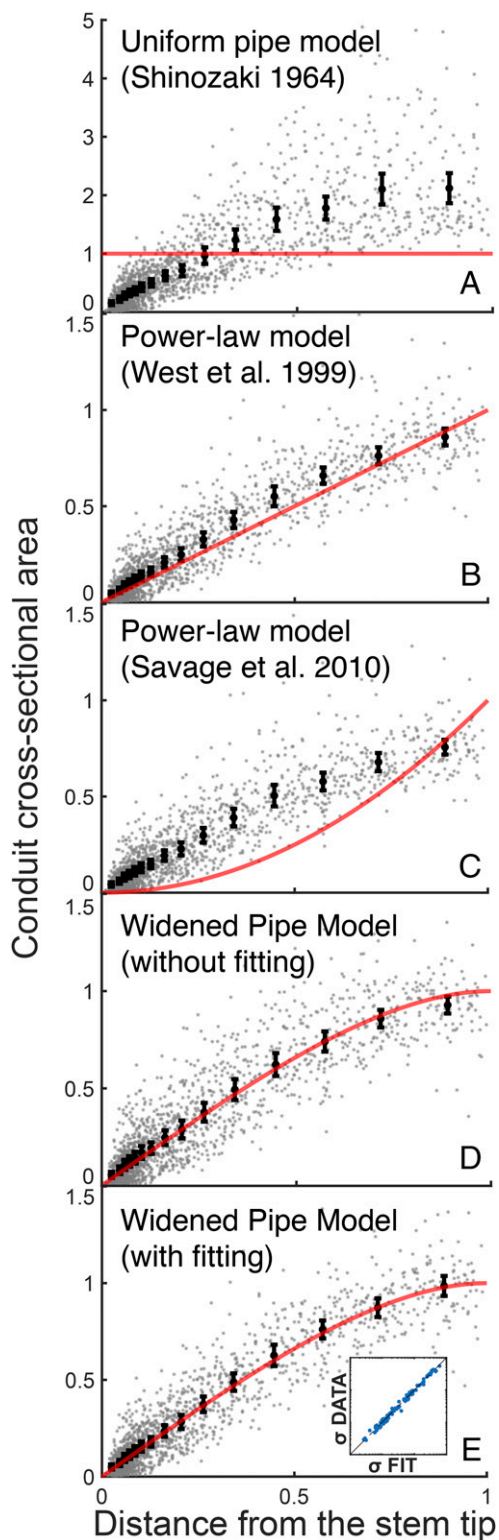 5
Uniform pipe model
(Shinozaki 1964)
4
3
2
1
0
A
1.5
Power-law model
(West et al. 1999)
1
0.5
0
B
1.5
Power-law model
(Savage et al. 2010)
1
0.5
0
C
1.5
Widened Pipe Model
(without fitting)
1
0.5
0
D
1.5
Widened Pipe Model
(with fitting)
1
0.5
σ DATA
σ FIT
E
0
0
0.5
1
Conduit cross-sectional area
Distance from the stem tip